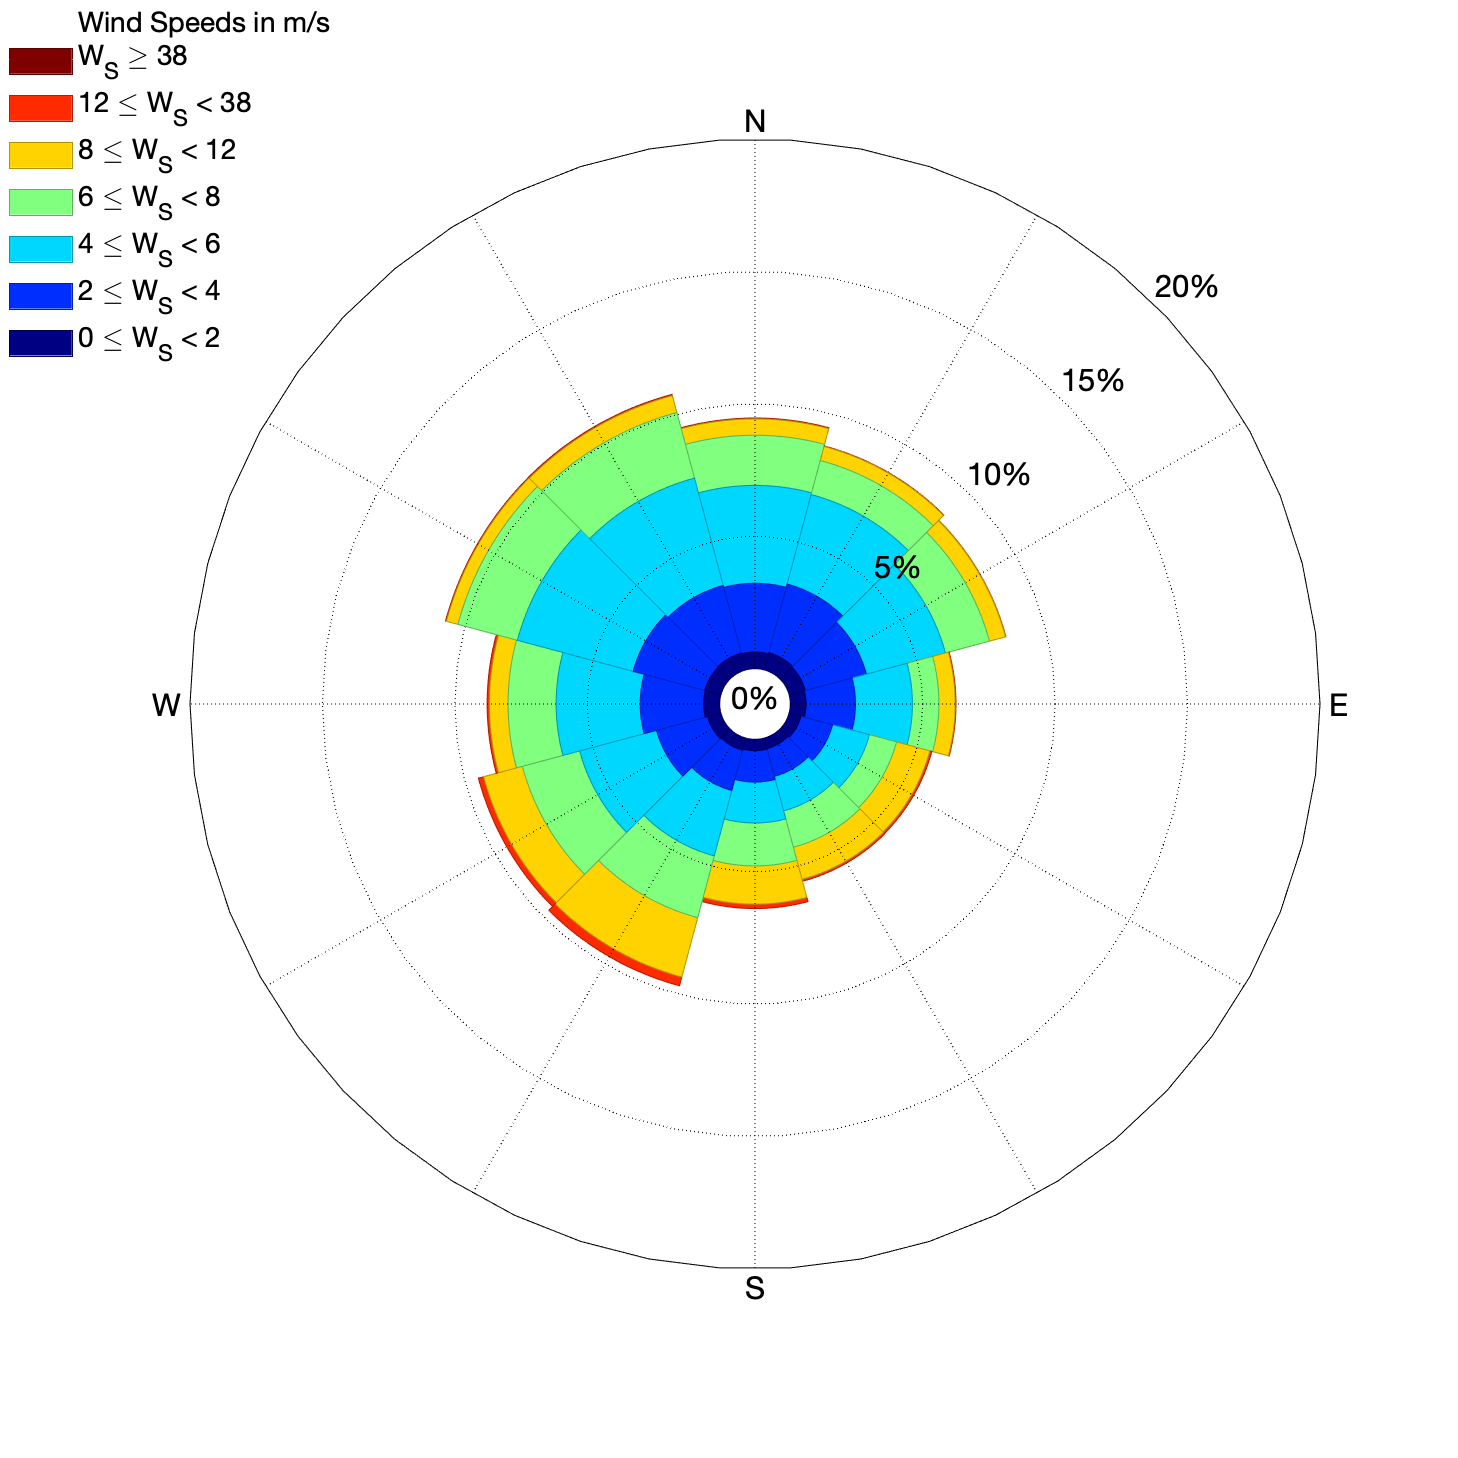 Wind Speeds in m/s
W_S ≥ 38
12 ≤ W_S < 38
8 ≤ W_S < 12
6 ≤ W_S < 8
4 ≤ W_S < 6
2 ≤ W_S < 4
0 ≤ W_S < 2
N
20%
15%
10%
5%
0%
W
E
S